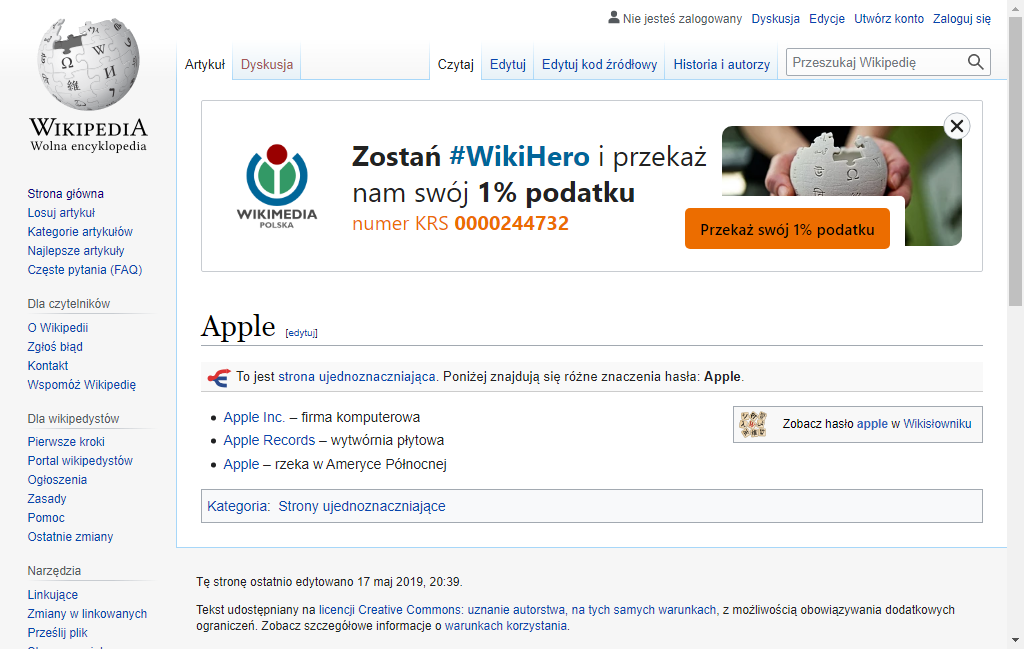 Nie jesteś zalogowany Dyskusja Edycje Utwórz konto Zaloguj się
Artykuł Dyskusja Czytaj Edytuj Edytuj kod źródłowy Historia i autorzy Przeszukaj Wikipedię
WIKIPEDIA
Wolna encyklopedia
Strona główna
Losuj artykuł
Kategorie artykułów
Najlepsze artykuły
Częste pytania (FAQ)
Dla czytelników
O Wikipedii
Zgłoś błąd
Kontakt
Wspomóż Wikipedię
Dla wikipedystów
Pierwsze kroki
Portal wikipedystów
Ogłoszenia
Zasady
Pomoc
Ostatnie zmiany
Narzędzia
Linkujące
Zmiany w linkowanych
Prześlij plik
WIKIMEDIA
POLSKA
Zostań #WikiHero i przekaż
nam swój 1% podatku
numer KRS 0000244732
Przekaż swój 1% podatku
Apple [edytuj]
To jest strona ujednoznaczniająca. Poniżej znajdują się różne znaczenia hasła: Apple.
Apple Inc. – firma komputerowa
Apple Records – wytwórnia płytowa
Apple – rzeka w Ameryce Północnej
Zobacz hasło apple w Wikisłowniku
Kategoria: Strony ujednoznaczniające
Tę stronę ostatnio edytowano 17 maj 2019, 20:39.
Tekst udostępniany na licencji Creative Commons: uznanie autorstwa, na tych samych warunkach, z możliwością obowiązywania dodatkowych
ograniczeń. Zobacz szczegółowe informacje o warunkach korzystania.